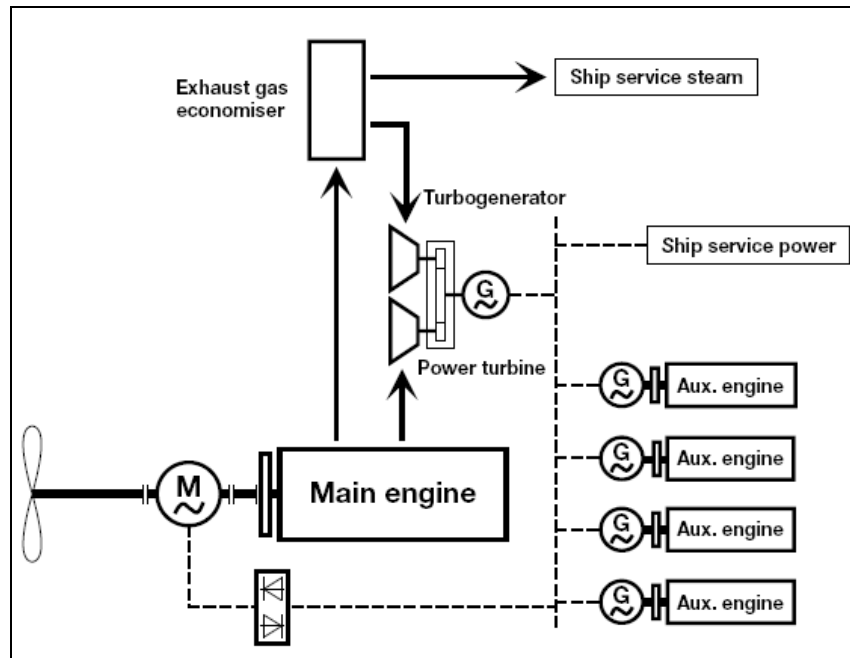 Exhaust gas
economiser
Ship service steam
Turbogenerator
Ship service power
G
Power turbine
G
Aux. engine
G
Aux. engine
M
Main engine
G
Aux. engine
G
Aux. engine